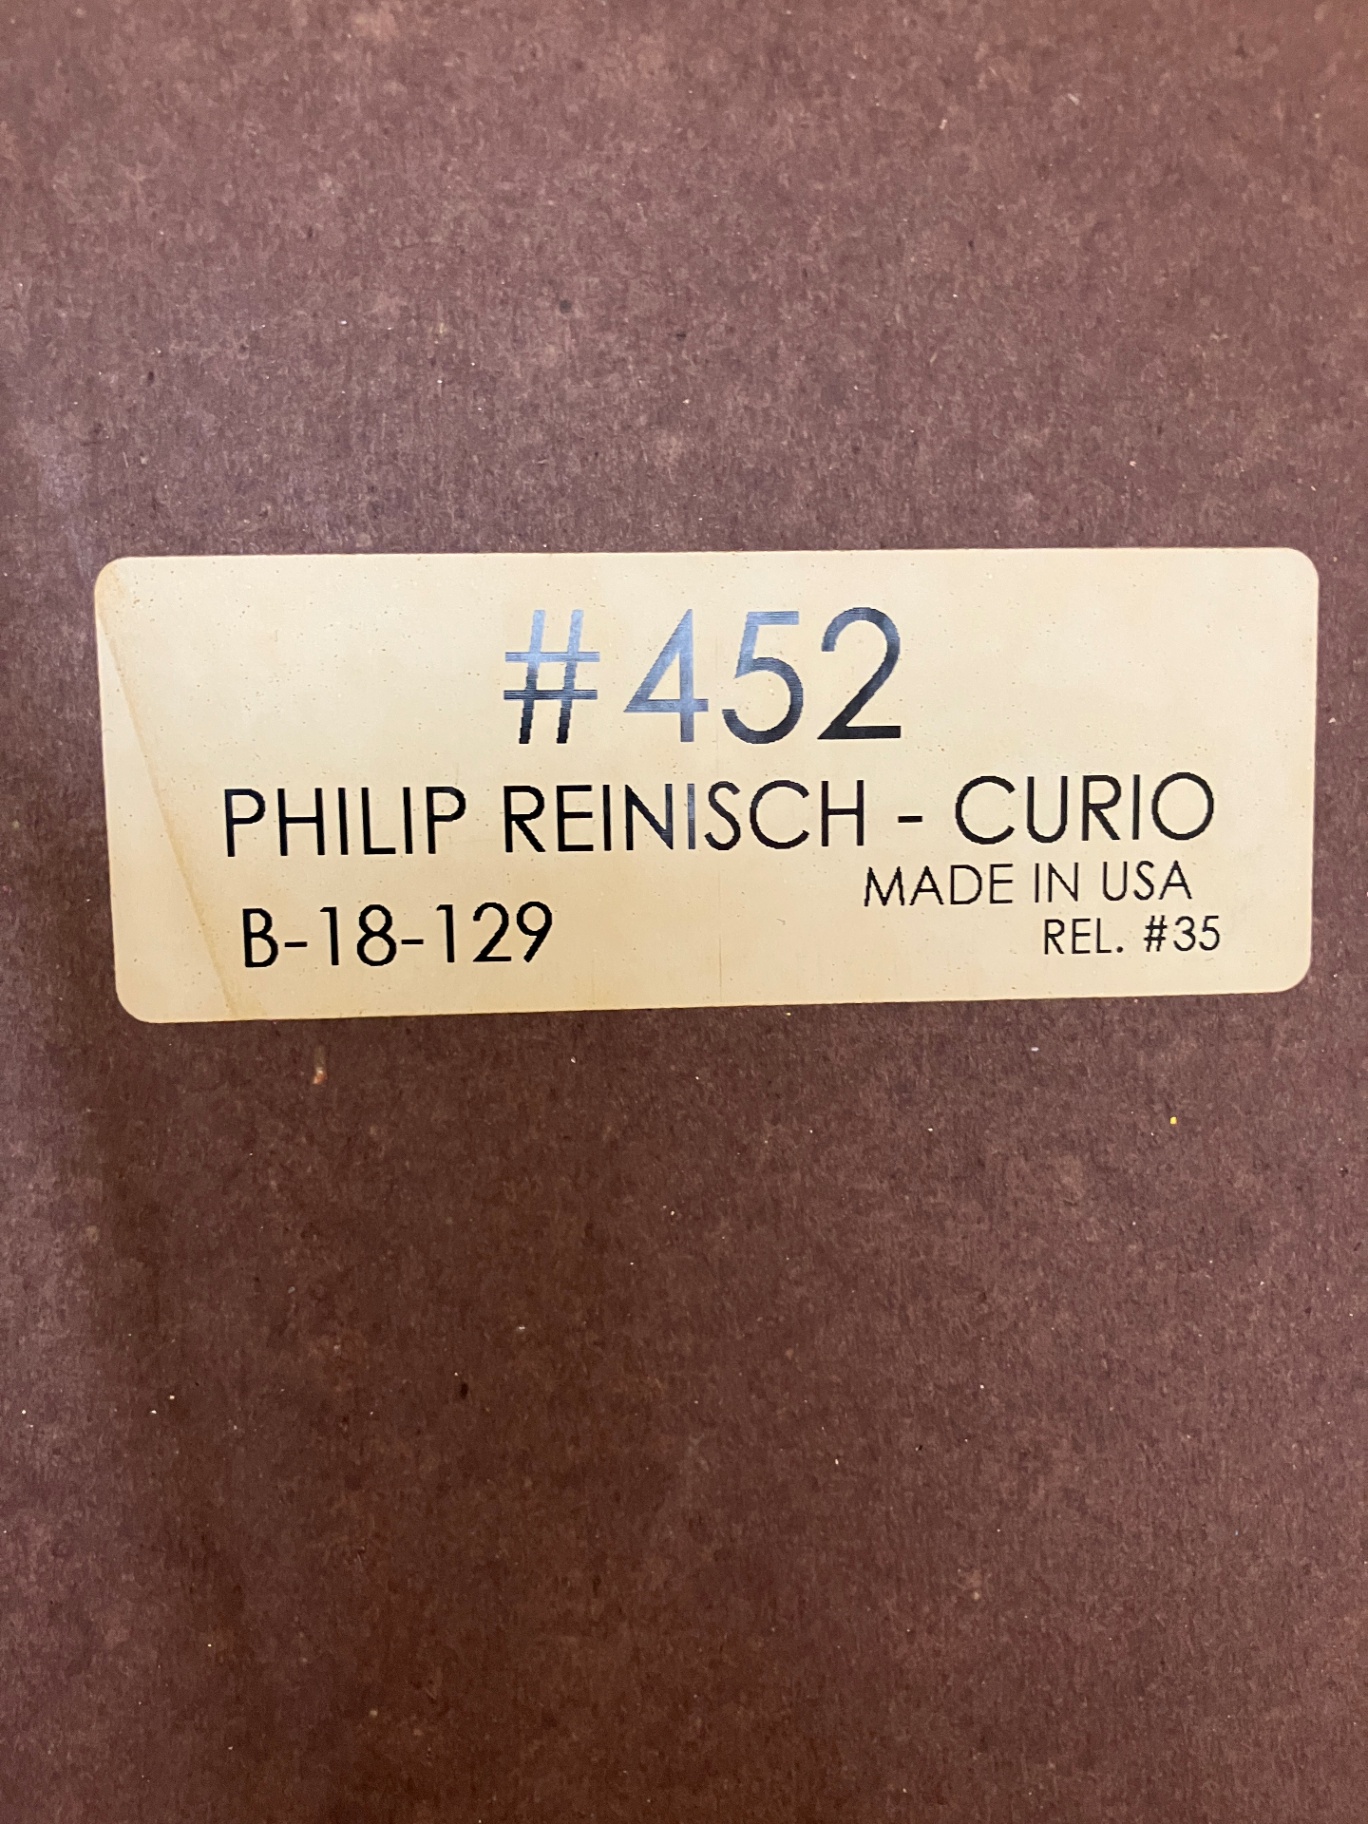 #452
PHILIP REINISCH - CURIO
MADE IN USA
B-18-129
REL. #35